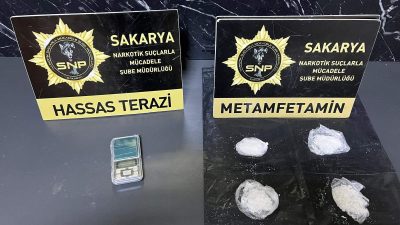 SAKARYA
NARKOTİK SUÇLARLA
MÜCADELE
ŞUBE MÜDÜRLÜĞÜ
SNP
HASSAS TERAZİ
SAKARYA
NARKOTİK SUÇLARLA
MÜCADELE
ŞUBE MÜDÜRLÜĞÜ
SNP
METAMFETAMİN